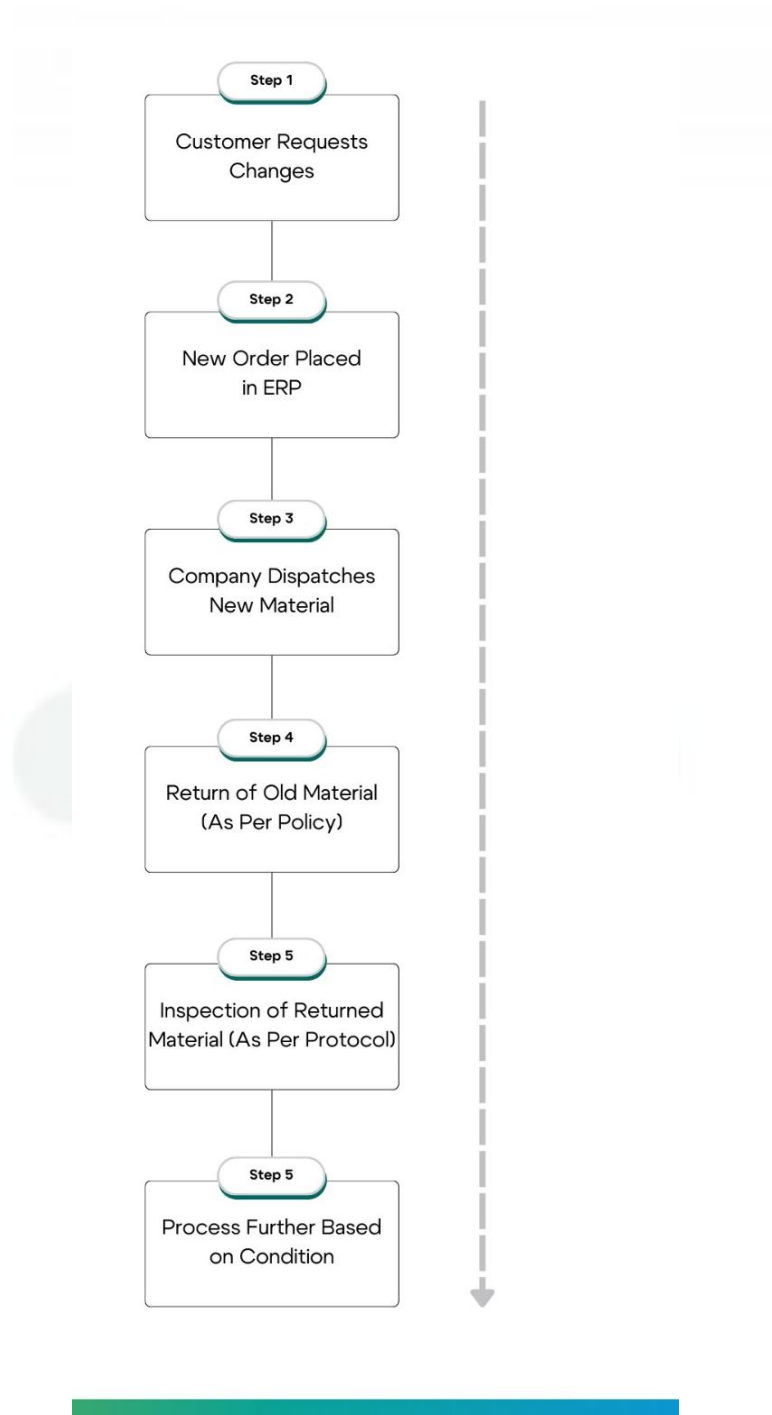 Step 1
Customer Requests
Changes
Step 2
New Order Placed
in ERP
Step 3
Company Dispatches
New Material
Step 4
Return of Old Material
(As Per Policy)
Step 5
Inspection of Returned
Material (As Per Protocol)
Step 5
Process Further Based
on Condition